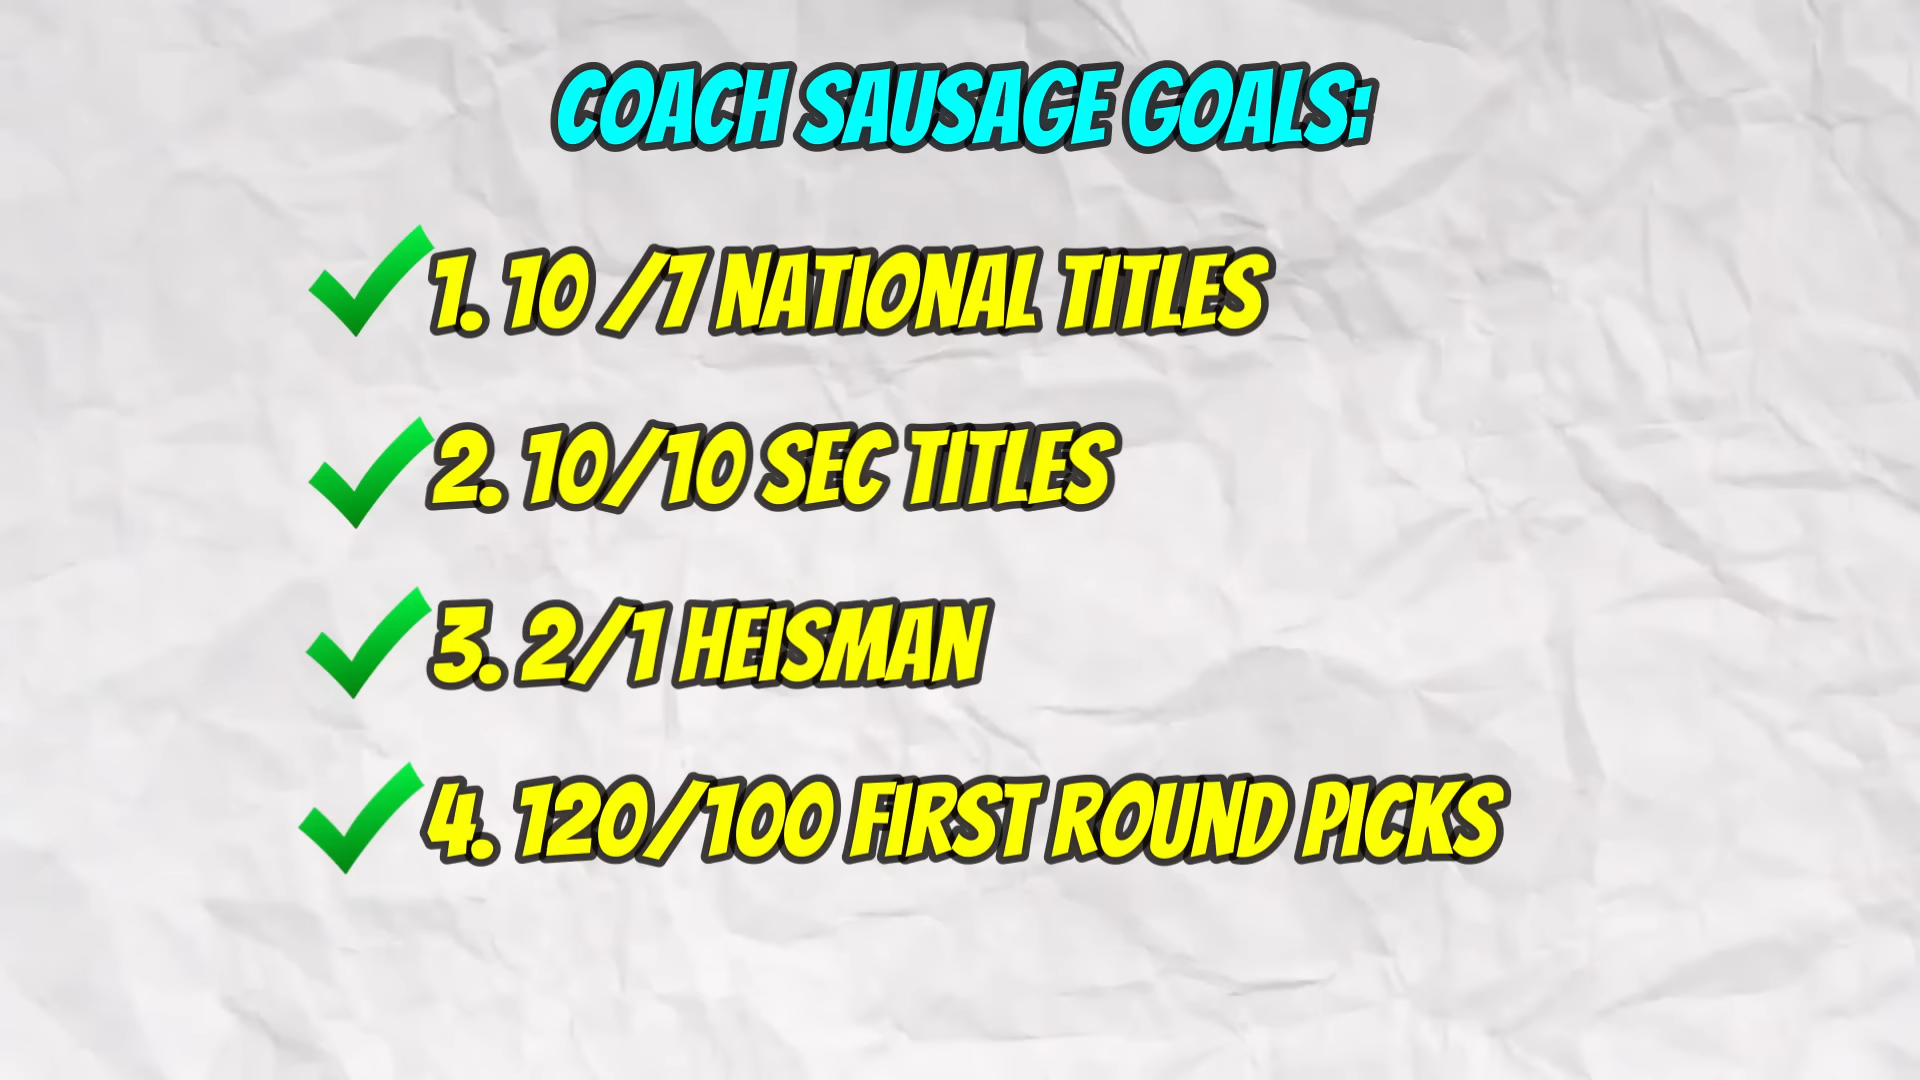 COACH SAUSAGE GOALS:
1. 10 /7 NATIONAL TITLES
2. 10/10 SEC TITLES
3. 2/1 HEISMAN
4. 120/100 FIRST ROUND PICKS